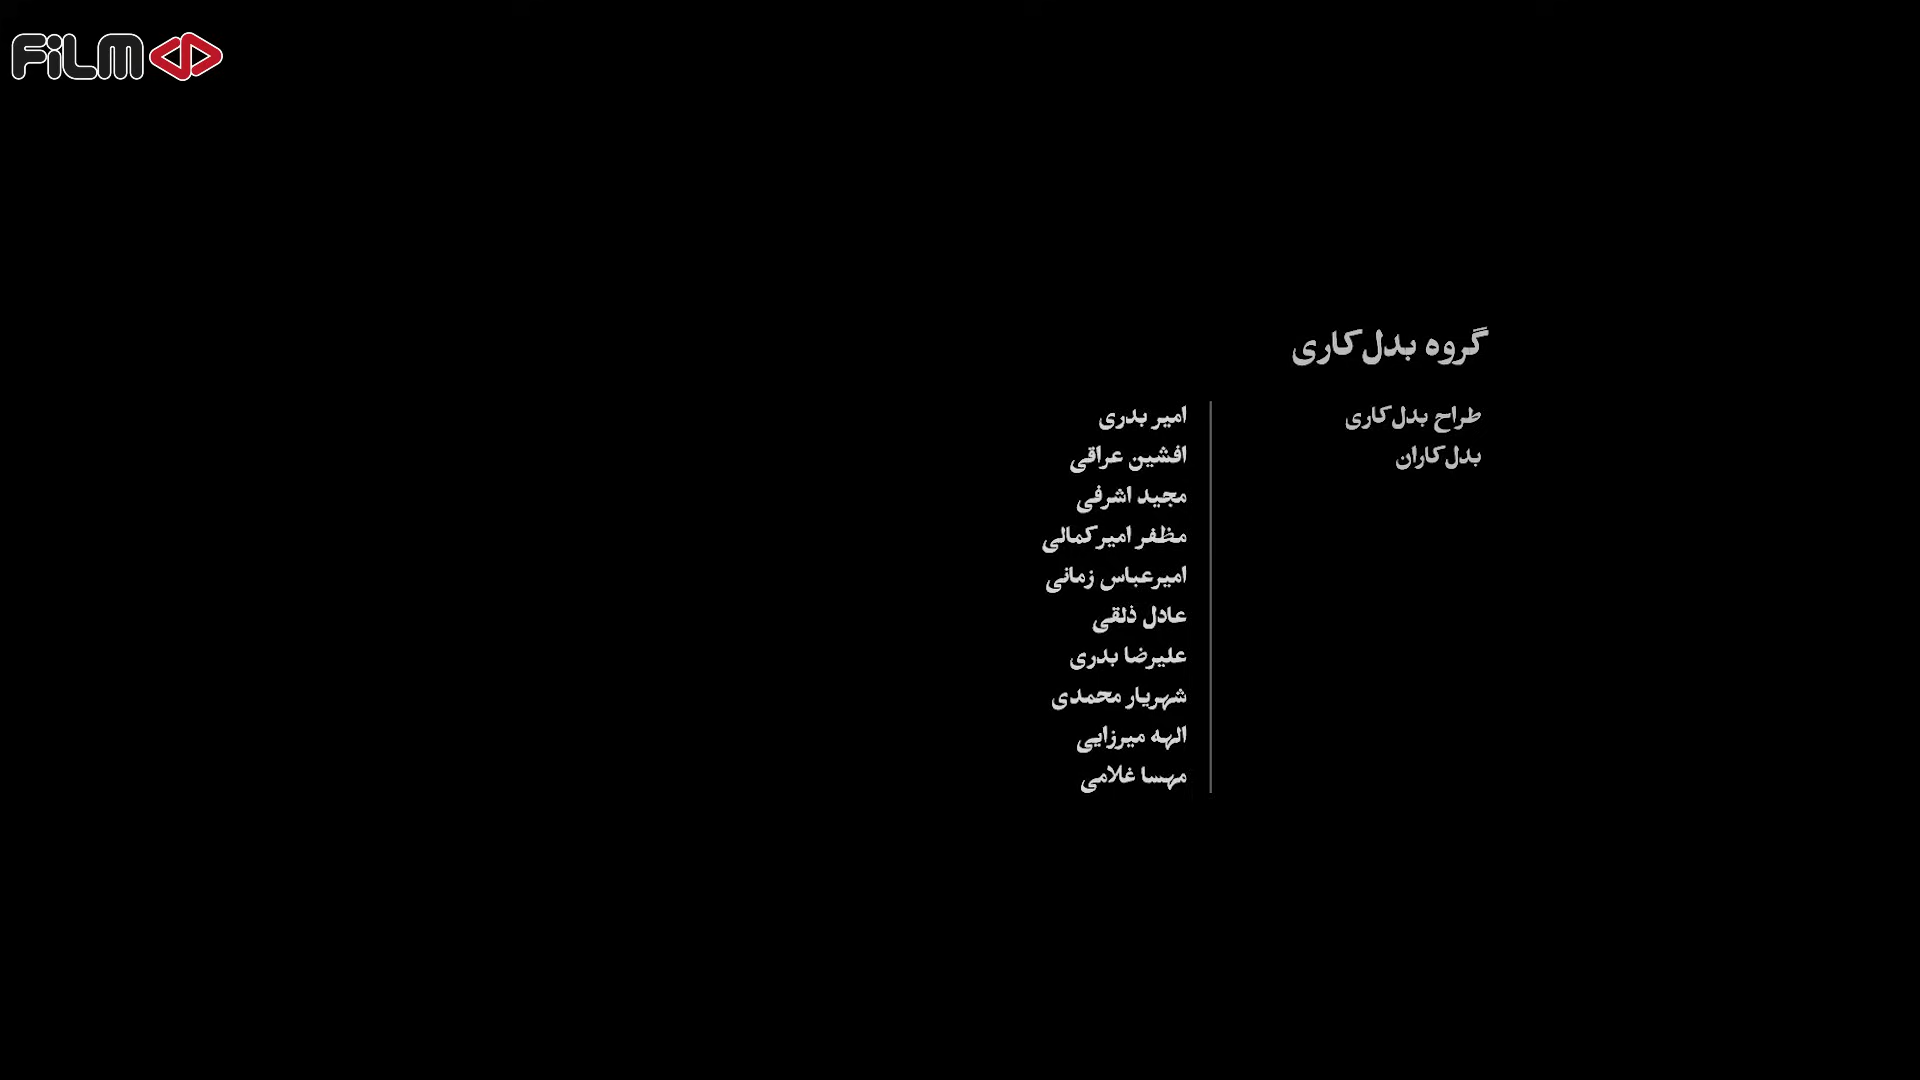 FiLM
گروه بدل‌کاری
طراح بدل‌کاری امیر بدری
بدل‌کاران افشین عراقی
مجید اشرفی
مظفر امیرکمالی
امیرعباس زمانی
عادل ذلقی
علیرضا بدری
شهریار محمدی
الهه میرزایی
مهسا غلامی